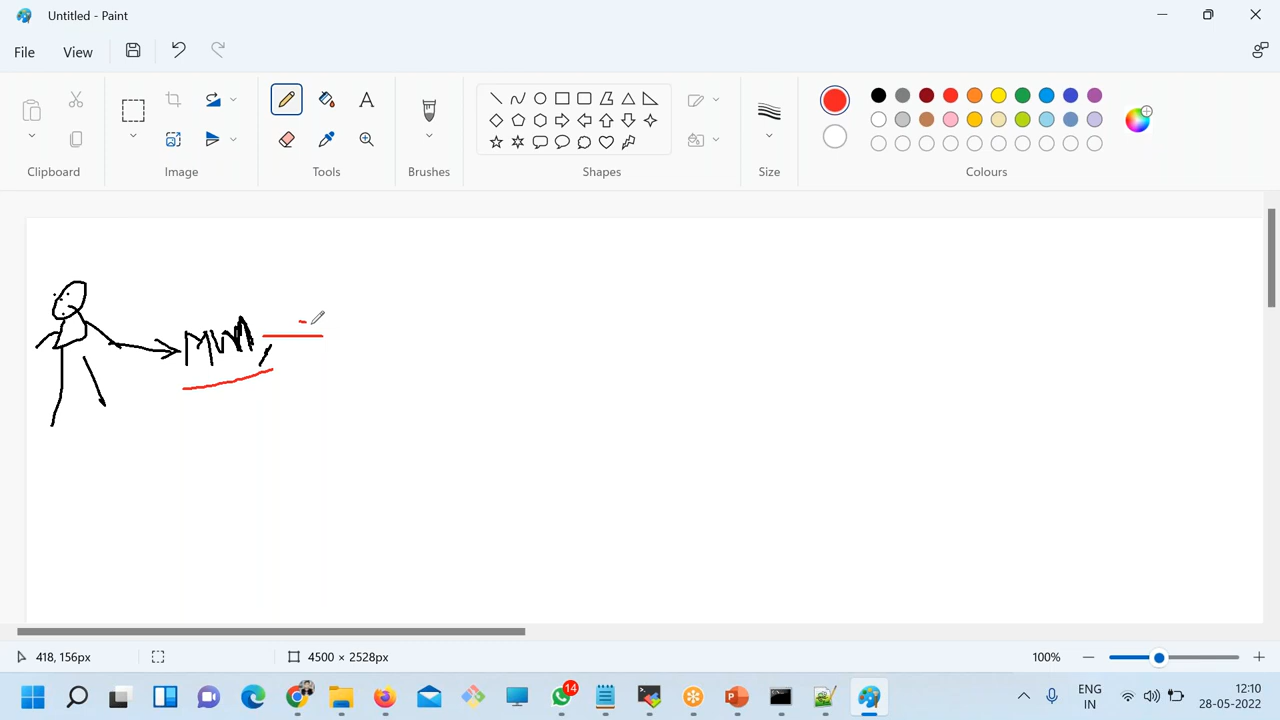 Untitled - Paint
File View
Clipboard Image Tools Brushes Shapes Size Colours
MVM,
418, 156px 4500 × 2528px 100%
14
ENG 12:10
IN 28-05-2022